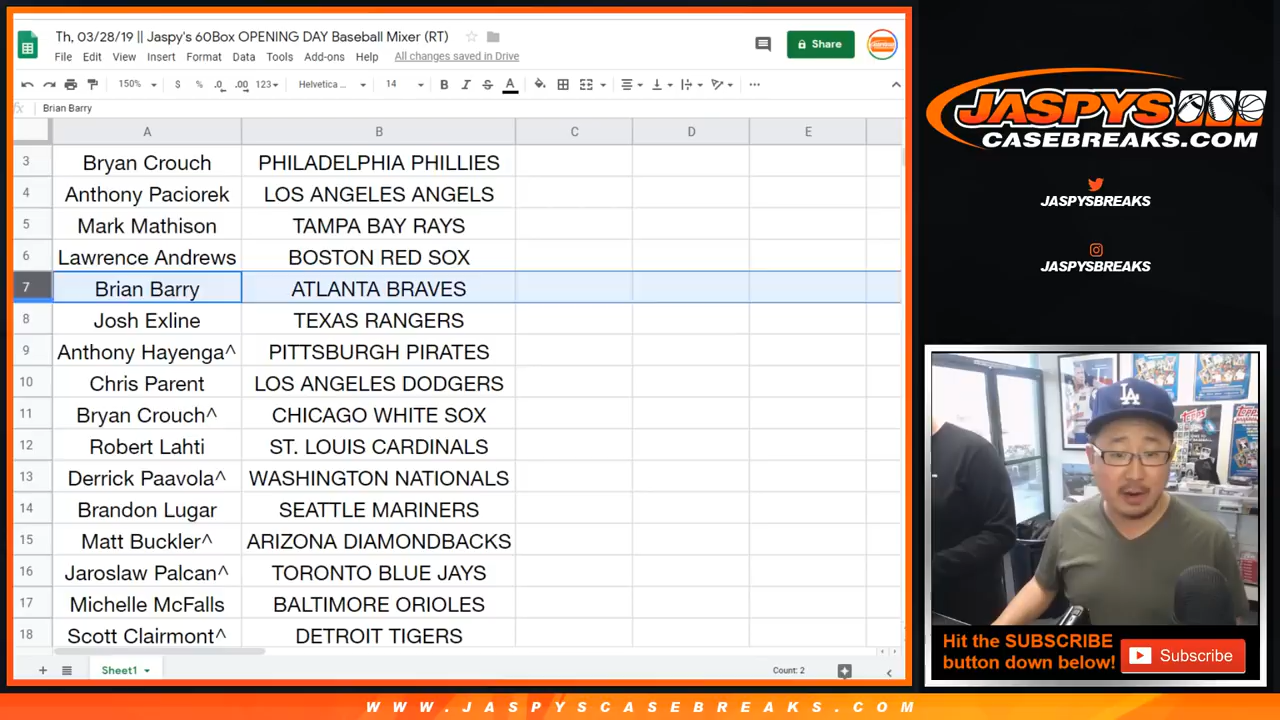 Th, 03/28/19 || Jaspy's 60Box OPENING DAY Baseball Mixer (RT)
File Edit View Insert Format Data Tools Add-ons Help All changes saved in Drive
Share
150% $ % .0 .00 123 Helvetica ... 14 B I S A
fx Brian Barry
A B C D E
3 Bryan Crouch PHILADELPHIA PHILLIES
4 Anthony Paciorek LOS ANGELES ANGELS
5 Mark Mathison TAMPA BAY RAYS
6 Lawrence Andrews BOSTON RED SOX
7 Brian Barry ATLANTA BRAVES
8 Josh Exline TEXAS RANGERS
9 Anthony Hayenga^ PITTSBURGH PIRATES
10 Chris Parent LOS ANGELES DODGERS
11 Bryan Crouch^ CHICAGO WHITE SOX
12 Robert Lahti ST. LOUIS CARDINALS
13 Derrick Paavola^ WASHINGTON NATIONALS
14 Brandon Lugar SEATTLE MARINERS
15 Matt Buckler^ ARIZONA DIAMONDBACKS
16 Jaroslaw Palcan^ TORONTO BLUE JAYS
17 Michelle McFalls BALTIMORE ORIOLES
18 Scott Clairmont^ DETROIT TIGERS
Sheet1 Count: 2
JASPYS
CASEBREAKS.COM
JASPYSBREAKS
JASPYSBREAKS
LA
Topps
Hit the SUBSCRIBE
button down below!
Subscribe
WWW.JASPYSCASEBREAKS.COM